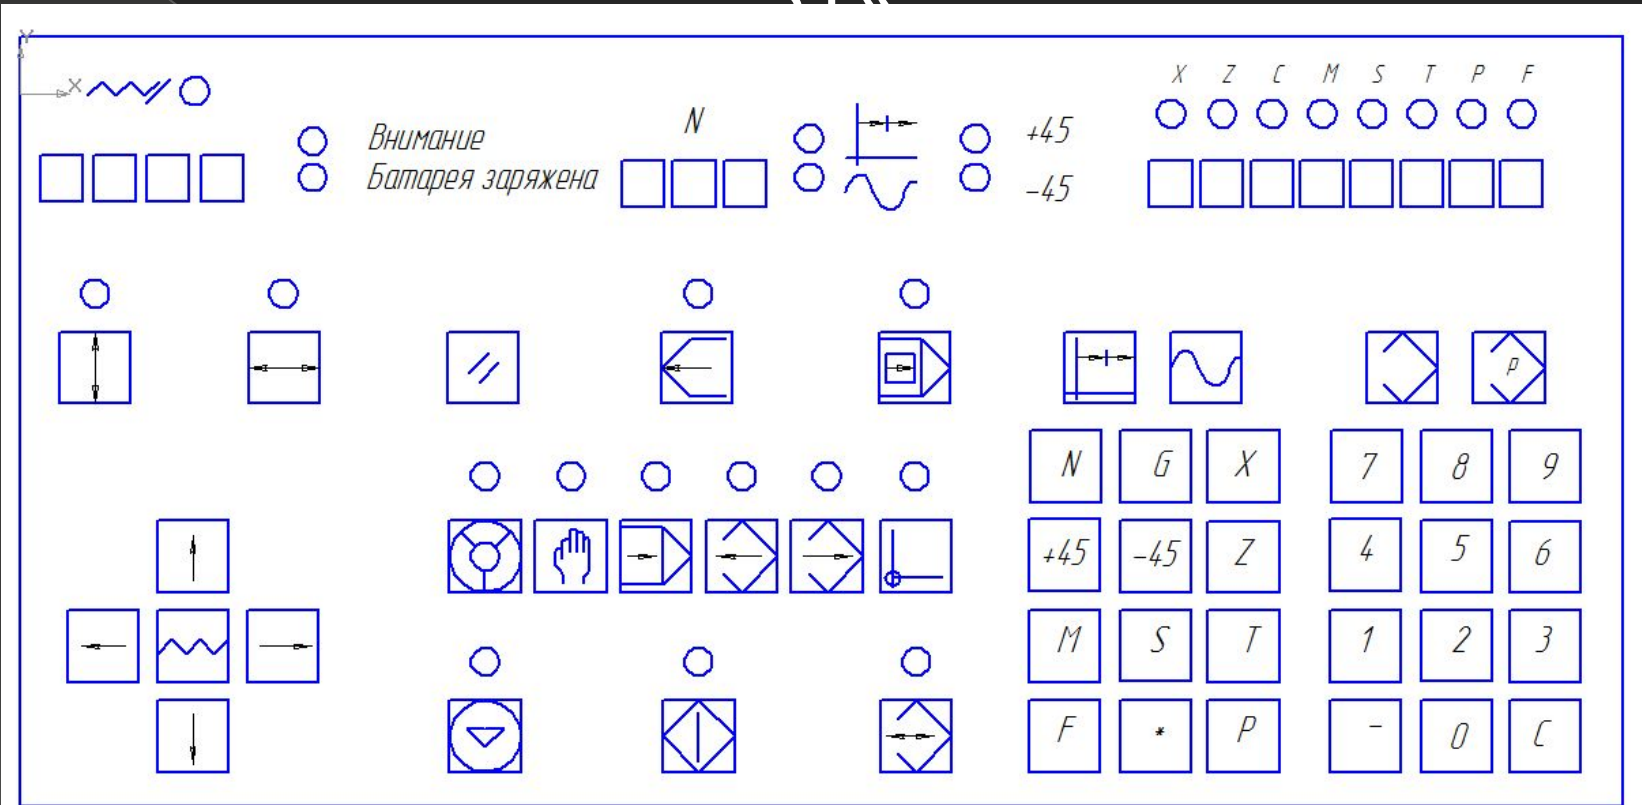 Y
X
X Z C M S T P F
N
Внимание
+45
Батарея заряжена
-45
P
N G X
7 8 9
+45 -45 Z
4 5 6
M S T
1 2 3
F * P
- 0 C